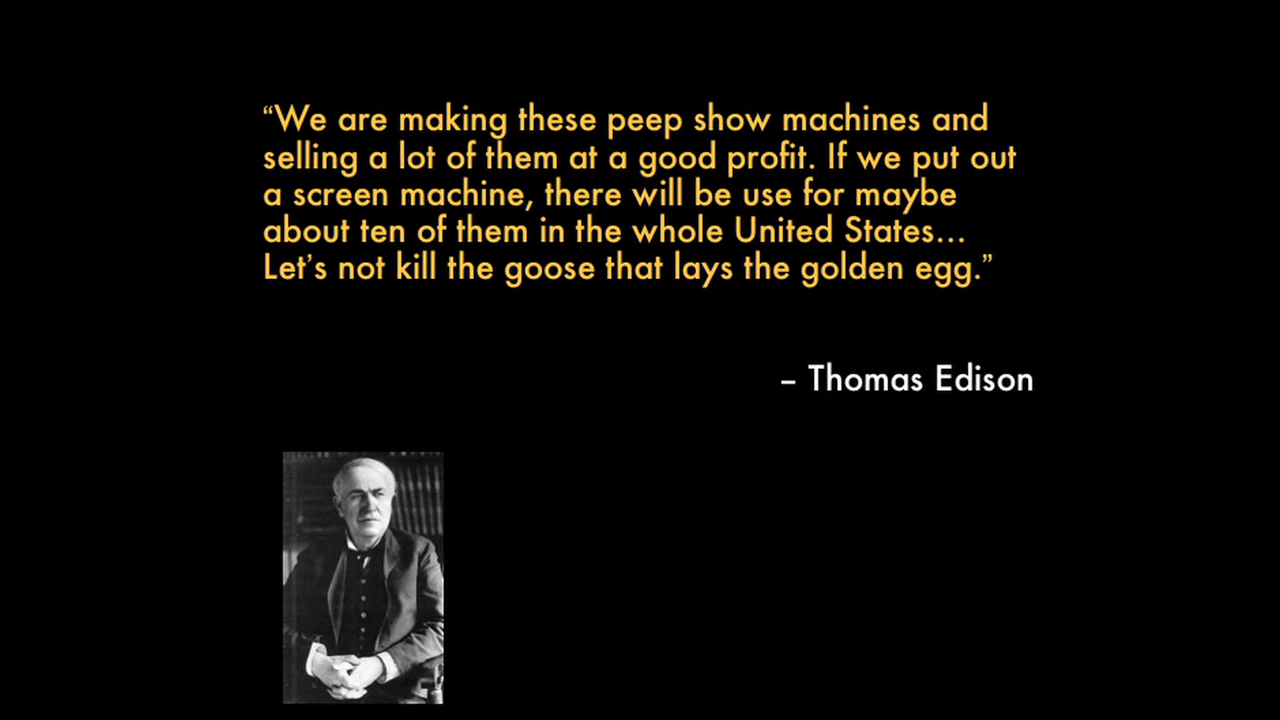 “We are making these peep show machines and
selling a lot of them at a good profit. If we put out
a screen machine, there will be use for maybe
about ten of them in the whole United States...
Let’s not kill the goose that lays the golden egg.”
– Thomas Edison